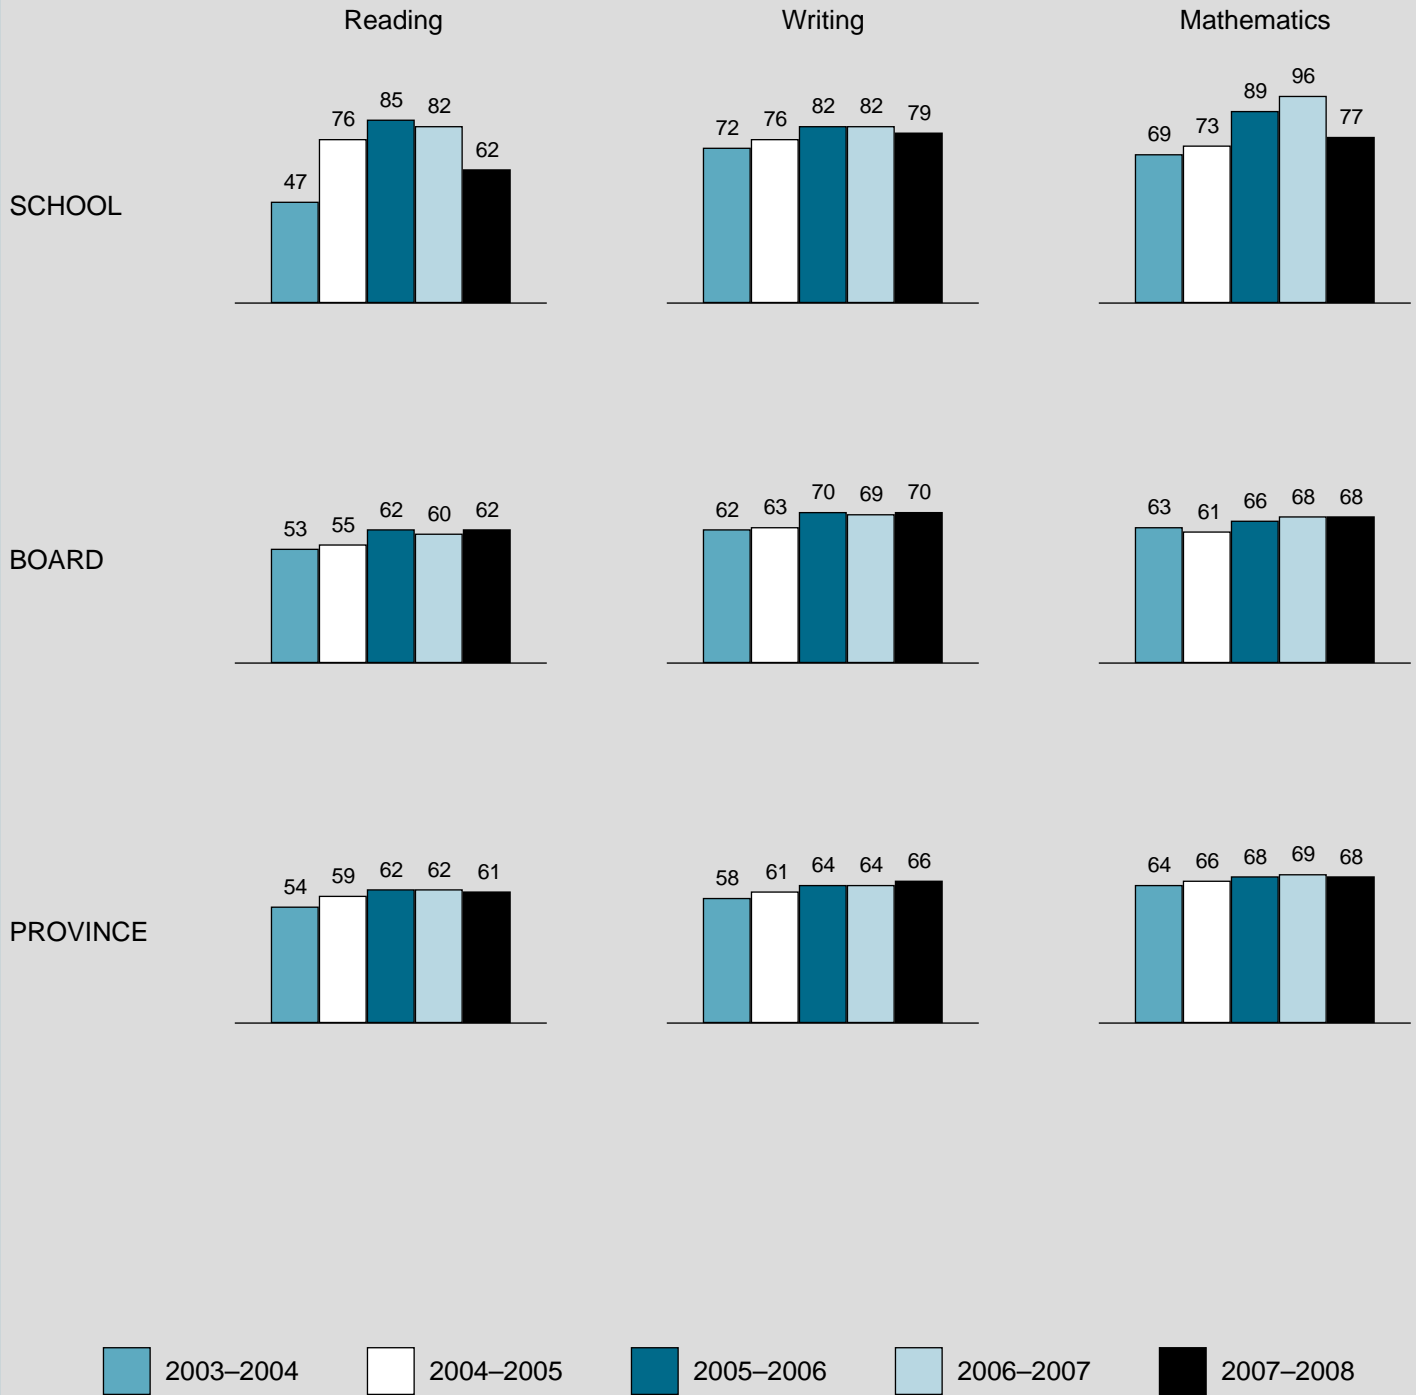 Reading Writing Mathematics
SCHOOL
47 76 85 82 62
72 76 82 82 79
69 73 89 96 77
BOARD
53 55 62 60 62
62 63 70 69 70
63 61 66 68 68
PROVINCE
54 59 62 62 61
58 61 64 64 66
64 66 68 69 68
2003–2004 2004–2005 2005–2006 2006–2007 2007–2008